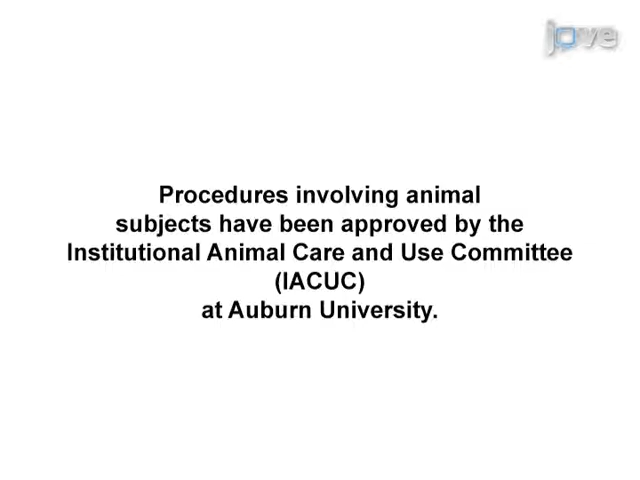 jove
Procedures involving animal
subjects have been approved by the
Institutional Animal Care and Use Committee
(IACUC)
at Auburn University.